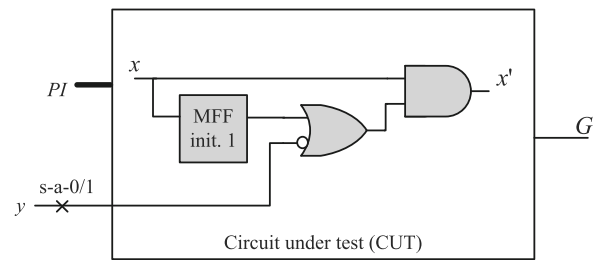 x
x'
PI
MFF
init. 1
G
s-a-0/1
y
Circuit under test (CUT)